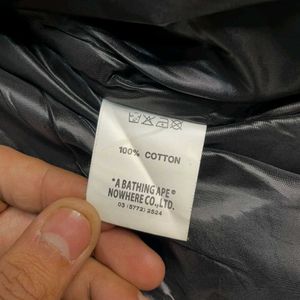 100% COTTON
"A BATHING APE®
NOWHERE CO., LTD.
03 (5772) 2524